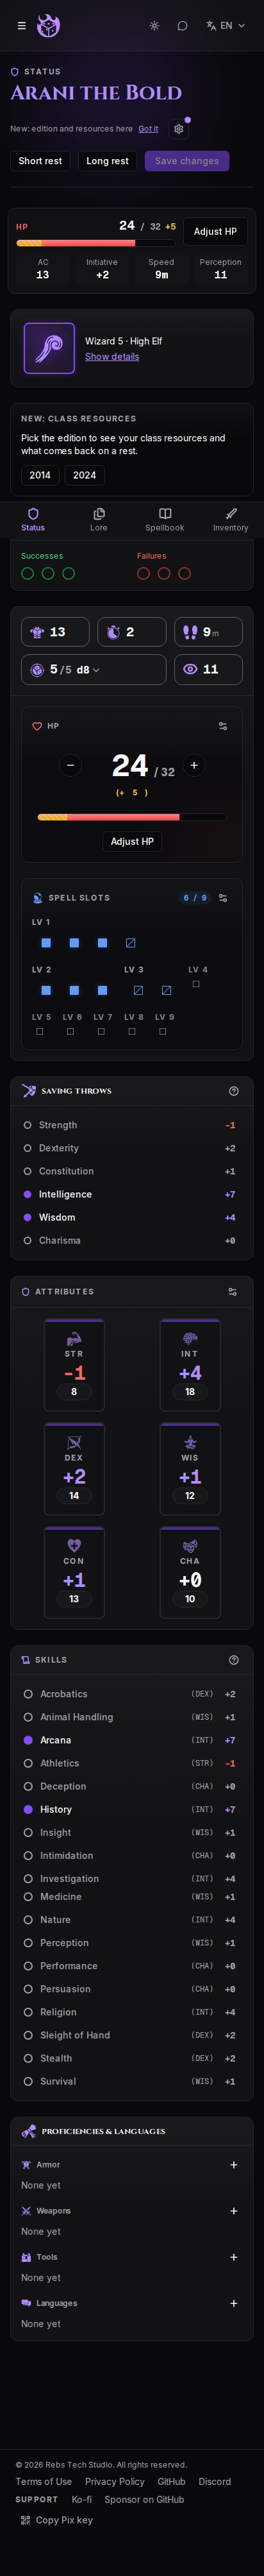 EN
STATUS
Arani the Bold
New: edition and resources here Got it
Short rest Long rest Save changes
HP 24 / 32 +5 Adjust HP
AC Initiative Speed Perception
13 +2 9m 11
Wizard 5 · High Elf
Show details
NEW: CLASS RESOURCES
Pick the edition to see your class resources and
what comes back on a rest.
2014 2024
Status Lore Spellbook Inventory
Successes Failures
13 2 9m
5/5 d8 11
HP
24 / 32
(+ 5 )
Adjust HP
SPELL SLOTS 6 / 9
LV 1
LV 2 LV 3 LV 4
LV 5 LV 6 LV 7 LV 8 LV 9
SAVING THROWS
Strength -1
Dexterity +2
Constitution +1
Intelligence +7
Wisdom +4
Charisma +0
ATTRIBUTES
STR INT
-1 +4
8 18
DEX WIS
+2 +1
14 12
CON CHA
+1 +0
13 10
SKILLS
Acrobatics (DEX) +2
Animal Handling (WIS) +1
Arcana (INT) +7
Athletics (STR) -1
Deception (CHA) +0
History (INT) +7
Insight (WIS) +1
Intimidation (CHA) +0
Investigation (INT) +4
Medicine (WIS) +1
Nature (INT) +4
Perception (WIS) +1
Performance (CHA) +0
Persuasion (CHA) +0
Religion (INT) +4
Sleight of Hand (DEX) +2
Stealth (DEX) +2
Survival (WIS) +1
PROFICIENCIES & LANGUAGES
Armor +
None yet
Weapons +
None yet
Tools +
None yet
Languages +
None yet
© 2026 Rebs Tech Studio. All rights reserved.
Terms of Use Privacy Policy GitHub Discord
SUPPORT Ko-fi Sponsor on GitHub
Copy Pix key